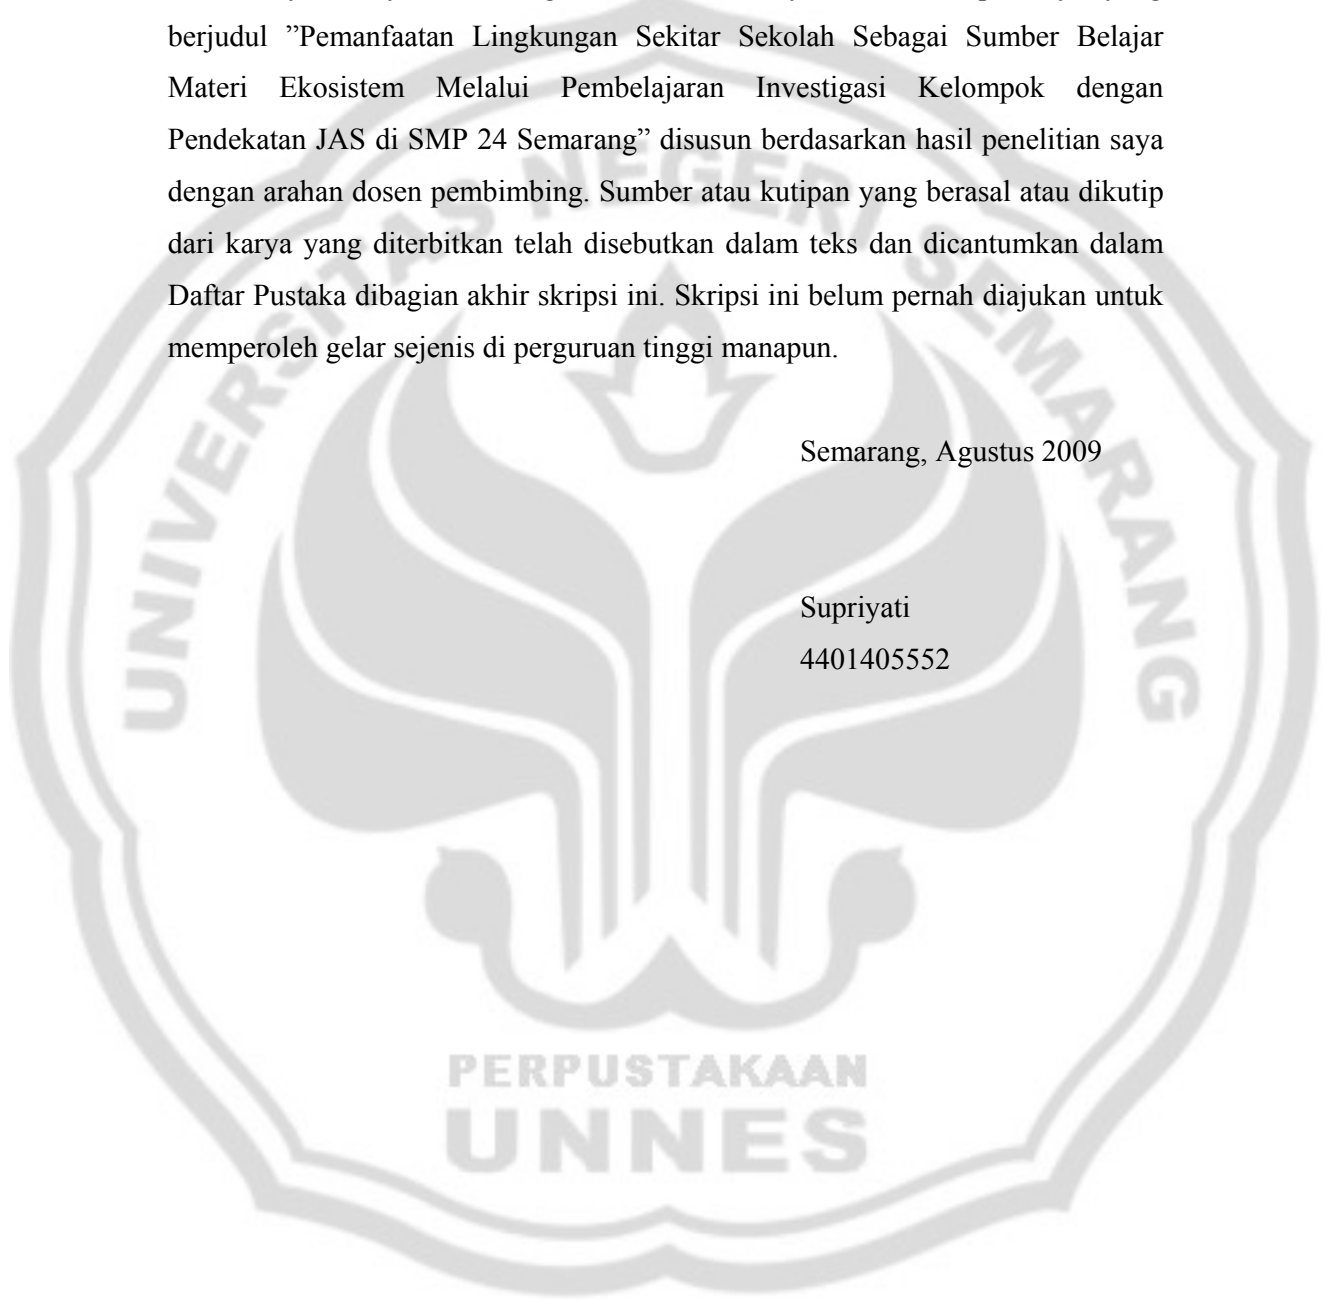 berjudul ”Pemanfaatan Lingkungan Sekitar Sekolah Sebagai Sumber Belajar
Materi Ekosistem Melalui Pembelajaran Investigasi Kelompok dengan
Pendekatan JAS di SMP 24 Semarang” disusun berdasarkan hasil penelitian saya
dengan arahan dosen pembimbing. Sumber atau kutipan yang berasal atau dikutip
dari karya yang diterbitkan telah disebutkan dalam teks dan dicantumkan dalam
Daftar Pustaka dibagian akhir skripsi ini. Skripsi ini belum pernah diajukan untuk
memperoleh gelar sejenis di perguruan tinggi manapun.
Semarang, Agustus 2009
Supriyati
4401405552
UNIVERSITAS NEGERI SEMARANG
PERPUSTAKAAN
UNNES